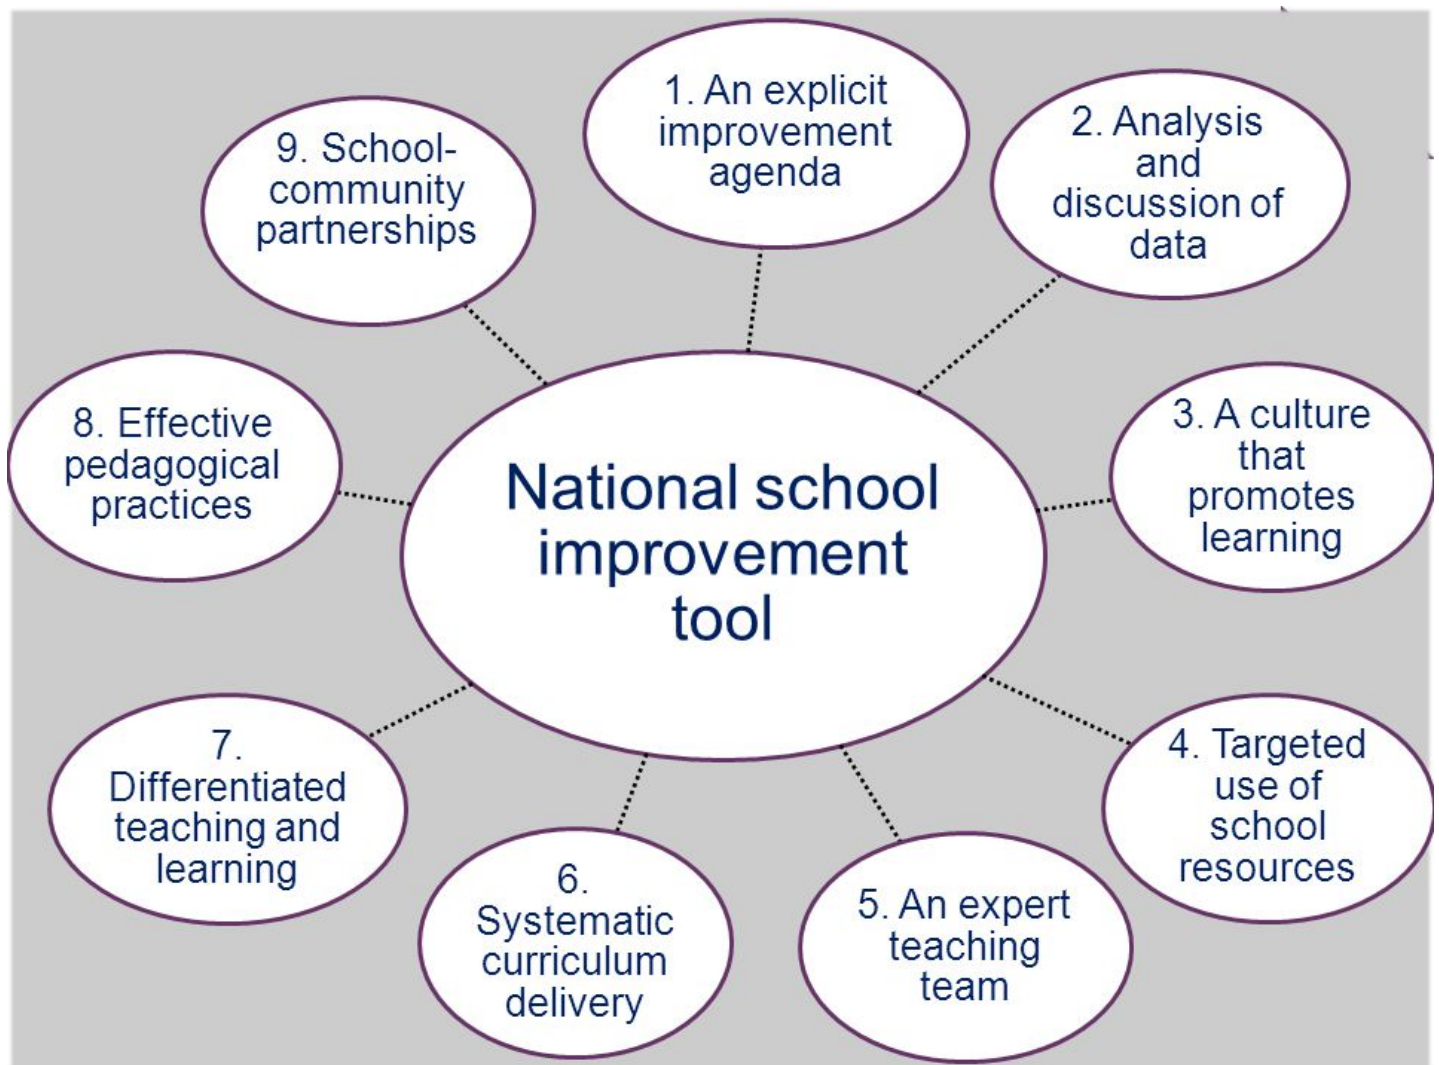 1. An explicit
improvement
agenda
2. Analysis
and
discussion of
data
3. A culture
that
promotes
learning
4. Targeted
use of
school
resources
5. An expert
teaching
team
6.
Systematic
curriculum
delivery
7.
Differentiated
teaching and
learning
8. Effective
pedagogical
practices
9. School-
community
partnerships
National school
improvement
tool